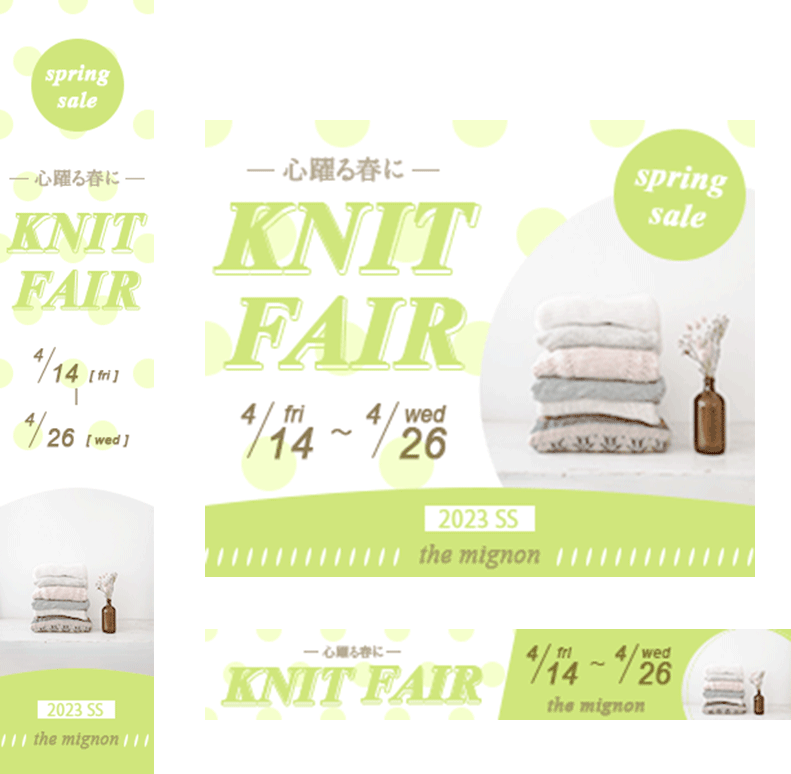 spring
sale
― 心躍る春に ―
KNIT
FAIR
4/14 [fri]
|
4/26 [wed]
2023 SS
the mignon
― 心躍る春に ―
KNIT
FAIR
4/14 fri ~ 4/26 wed
spring
sale
2023 SS
the mignon
― 心躍る春に ―
KNIT FAIR
4/14 fri ~ 4/26 wed
the mignon